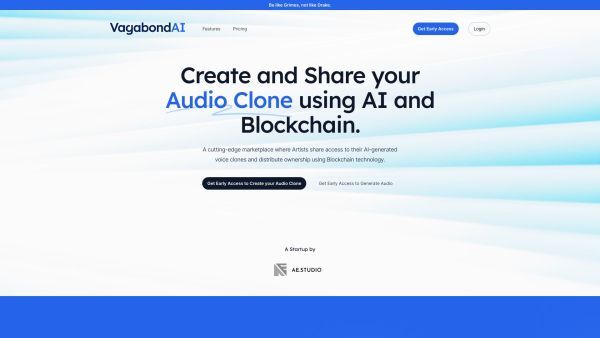 Be like Grimes, not like Drake.
VagabondAI
Features
Pricing
Get Early Access
Login
Create and Share your
Audio Clone using AI and
Blockchain.
A cutting-edge marketplace where Artists share access to their AI-generated
voice clones and distribute ownership using Blockchain technology.
Get Early Access to Create your Audio Clone
Get Early Access to Generate Audio
A Startup by
AE.STUDIO